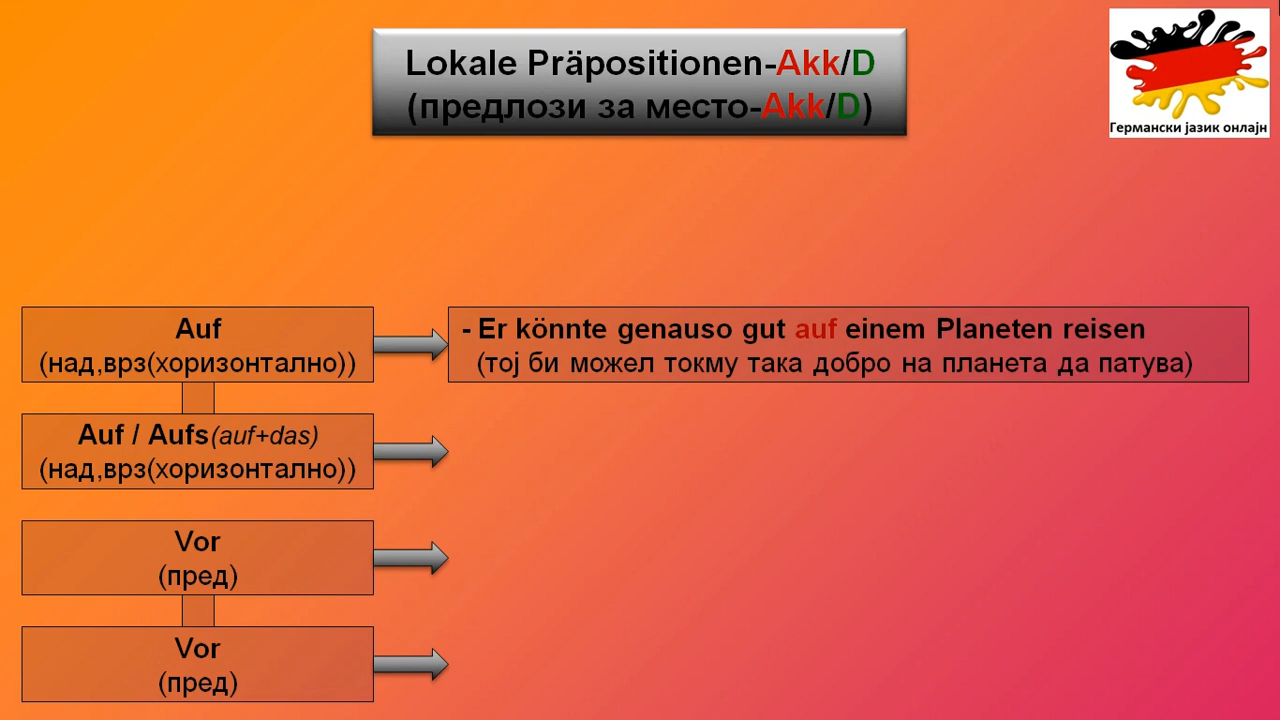 Lokale Präpositionen-Akk/D
(предлози за место-Akk/D)
Германски јазик онлајн
Auf
(над,врз(хоризонтално))
- Er könnte genauso gut auf einem Planeten reisen
(тој би можел токму така добро на планета да патува)
Auf / Aufs(auf+das)
(над,врз(хоризонтално))
Vor
(пред)
Vor
(пред)